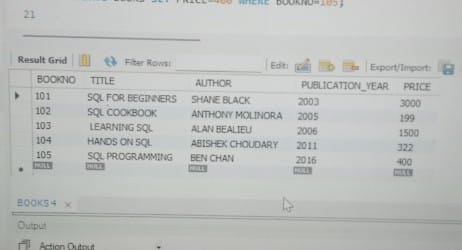 BOOKS SET PRICE=400 WHERE BOOKNO=105;
21
Result Grid Filter Rows: Edit: Export/Import:
BOOKNO TITLE AUTHOR PUBLICATION_YEAR PRICE
101 SQL FOR BEGINNERS SHANE BLACK 2003 3000
102 SQL COOKBOOK ANTHONY MOLINORA 2005 199
103 LEARNING SQL ALAN BEALIEU 2006 1500
104 HANDS ON SQL ABISHEK CHOUDARY 2011 322
105 SQL PROGRAMMING BEN CHAN 2016 400
NULL NULL NULL NULL NULL
BOOKS 4 ×
Output
Action Output